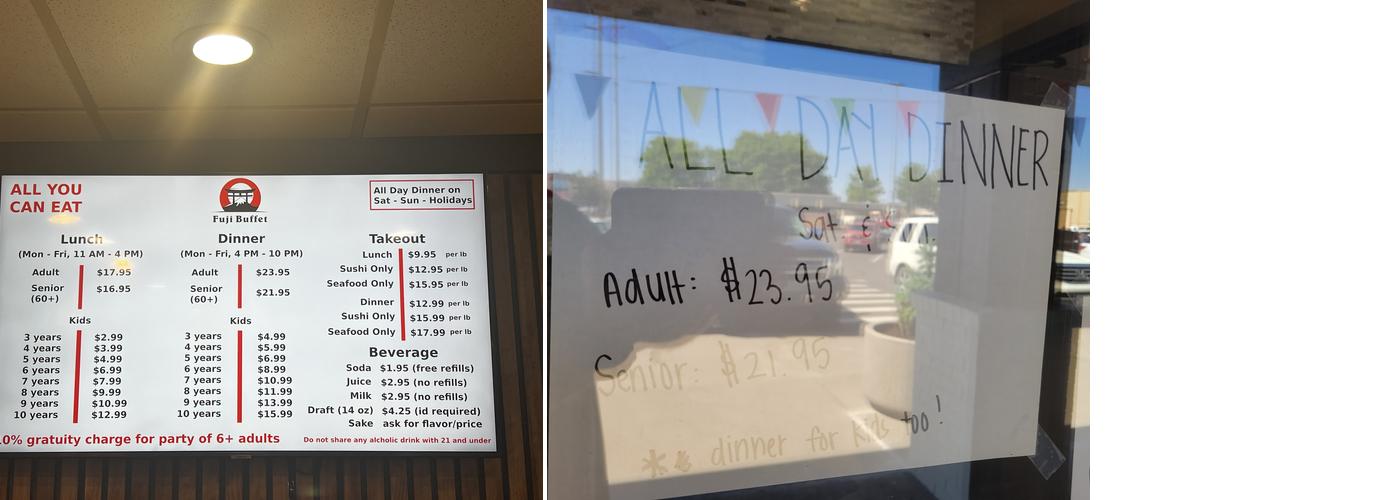 ALL YOU
CAN EAT
Fuji Buffet
All Day Dinner on
Sat - Sun - Holidays
Lunch
(Mon - Fri, 11 AM - 4 PM)
Adult $17.95
Senior $16.95
(60+)
Kids
3 years $2.99
4 years $3.99
5 years $4.99
6 years $6.99
7 years $7.99
8 years $9.99
9 years $10.99
10 years $12.99
Dinner
(Mon - Fri, 4 PM - 10 PM)
Adult $23.95
Senior $21.95
(60+)
Kids
3 years $4.99
4 years $5.99
5 years $6.99
6 years $8.99
7 years $10.99
8 years $11.99
9 years $13.99
10 years $15.99
Takeout
Lunch $9.95 per lb
Sushi Only $12.95 per lb
Seafood Only $15.95 per lb
Dinner $12.99 per lb
Sushi Only $15.99 per lb
Seafood Only $17.99 per lb
Beverage
Soda $1.95 (free refills)
Juice $2.95 (no refills)
Milk $2.95 (no refills)
Draft (14 oz) $4.25 (id required)
Sake ask for flavor/price
0% gratuity charge for party of 6+ adults
Do not share any alcholic drink with 21 and under
ALL DAY DINNER
Sat. &
Adult: $23.95
Senior: $21.95
* dinner for kids too!